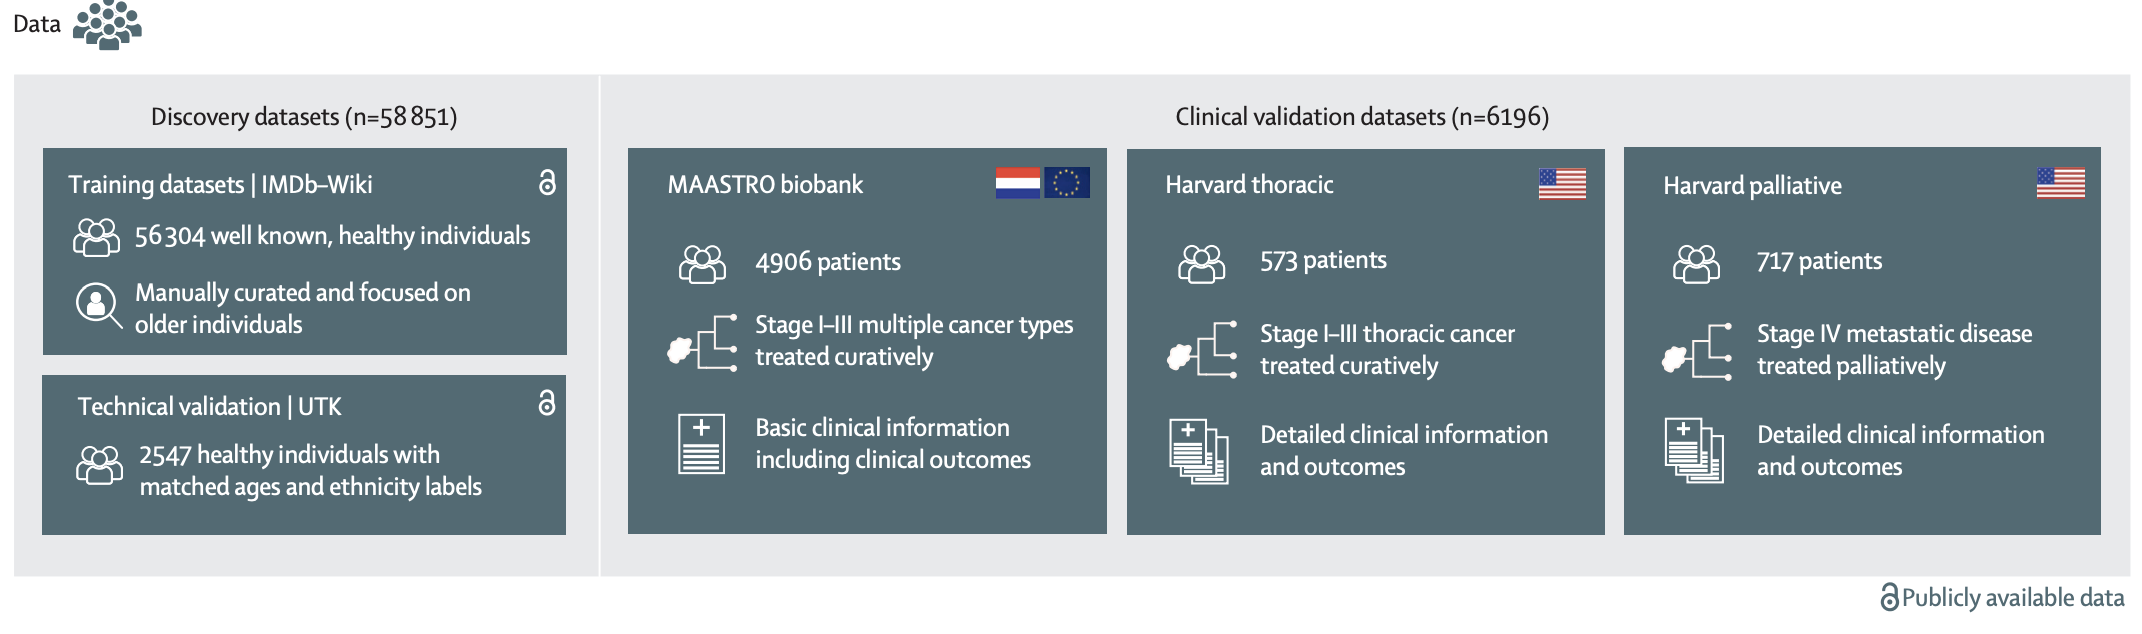 Data
Discovery datasets (n=58 851)
Training datasets | IMDb–Wiki
56 304 well known, healthy individuals
Manually curated and focused on
older individuals
Technical validation | UTK
2547 healthy individuals with
matched ages and ethnicity labels
Clinical validation datasets (n=6196)
MAASTRO biobank
4906 patients
Stage I–III multiple cancer types
treated curatively
Basic clinical information
including clinical outcomes
Harvard thoracic
573 patients
Stage I–III thoracic cancer
treated curatively
Detailed clinical information
and outcomes
Harvard palliative
717 patients
Stage IV metastatic disease
treated palliatively
Detailed clinical information
and outcomes
Publicly available data